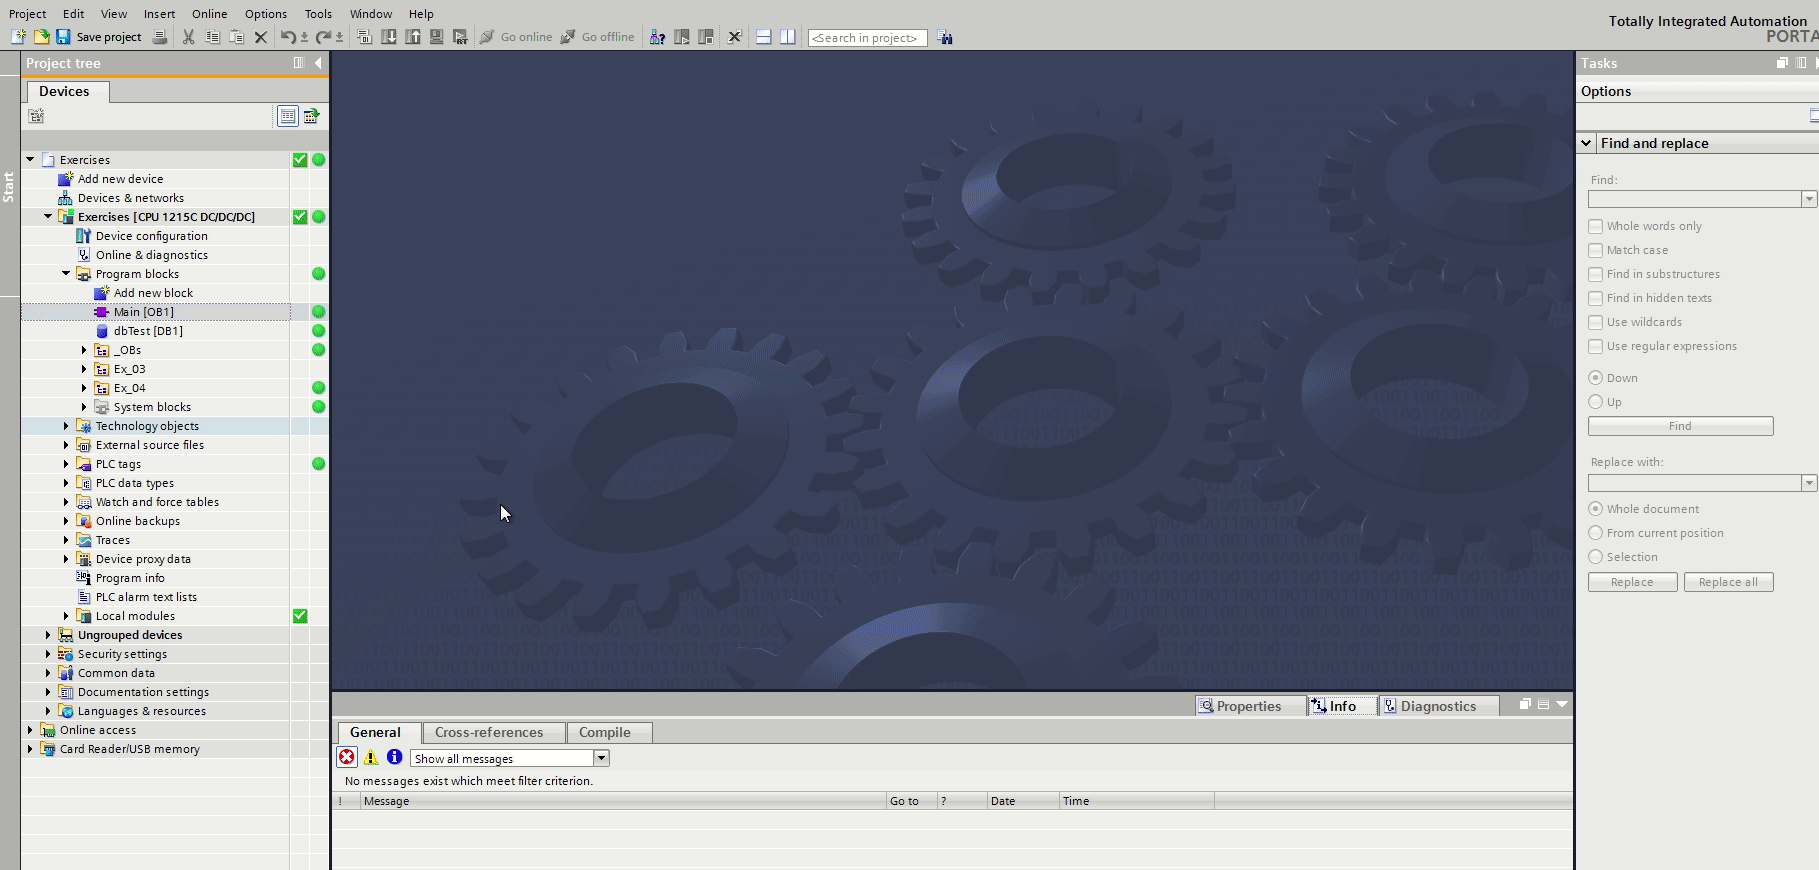 Project Edit View Insert Online Options Tools Window Help
Totally Integrated Automation
PORTA
Save project
Go online
Go offline
<Search in project>
Project tree
Devices
Start
Exercises
Add new device
Devices & networks
Exercises [CPU 1215C DC/DC/DC]
Device configuration
Online & diagnostics
Program blocks
Add new block
Main [OB1]
dbTest [DB1]
_OBs
Ex_03
Ex_04
System blocks
Technology objects
External source files
PLC tags
PLC data types
Watch and force tables
Online backups
Traces
Device proxy data
Program info
PLC alarm text lists
Local modules
Ungrouped devices
Security settings
Common data
Documentation settings
Languages & resources
Online access
Card Reader/USB memory
Properties
Info
Diagnostics
General
Cross-references
Compile
Show all messages
No messages exist which meet filter criterion.
! Message Go to ? Date Time
Tasks
Options
Find and replace
Find:
Whole words only
Match case
Find in substructures
Find in hidden texts
Use wildcards
Use regular expressions
Down
Up
Find
Replace with:
Whole document
From current position
Selection
Replace
Replace all